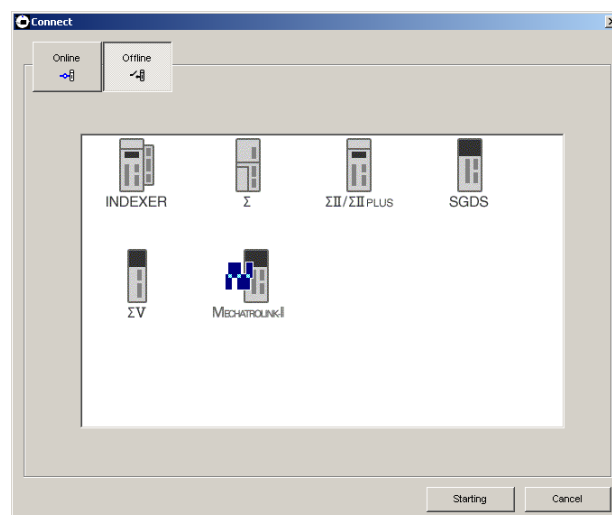 Connect
Online
Offline
INDEXER
Σ
ΣII/ΣII PLUS
SGDS
ΣV
MECHATROLINK-II
Starting
Cancel